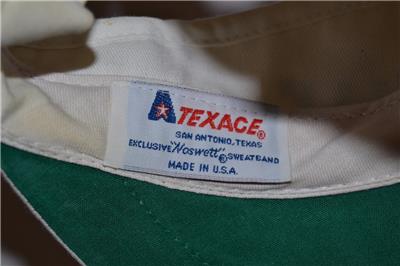 TEXACE®
SAN ANTONIO, TEXAS
EXCLUSIVE "Noswett"® SWEATBAND
MADE IN U.S.A.